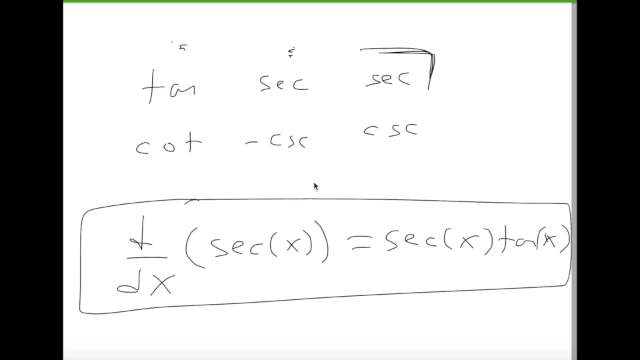 tan sec sec
cot -csc csc
d/dx (sec(x)) = sec(x)tan(x)